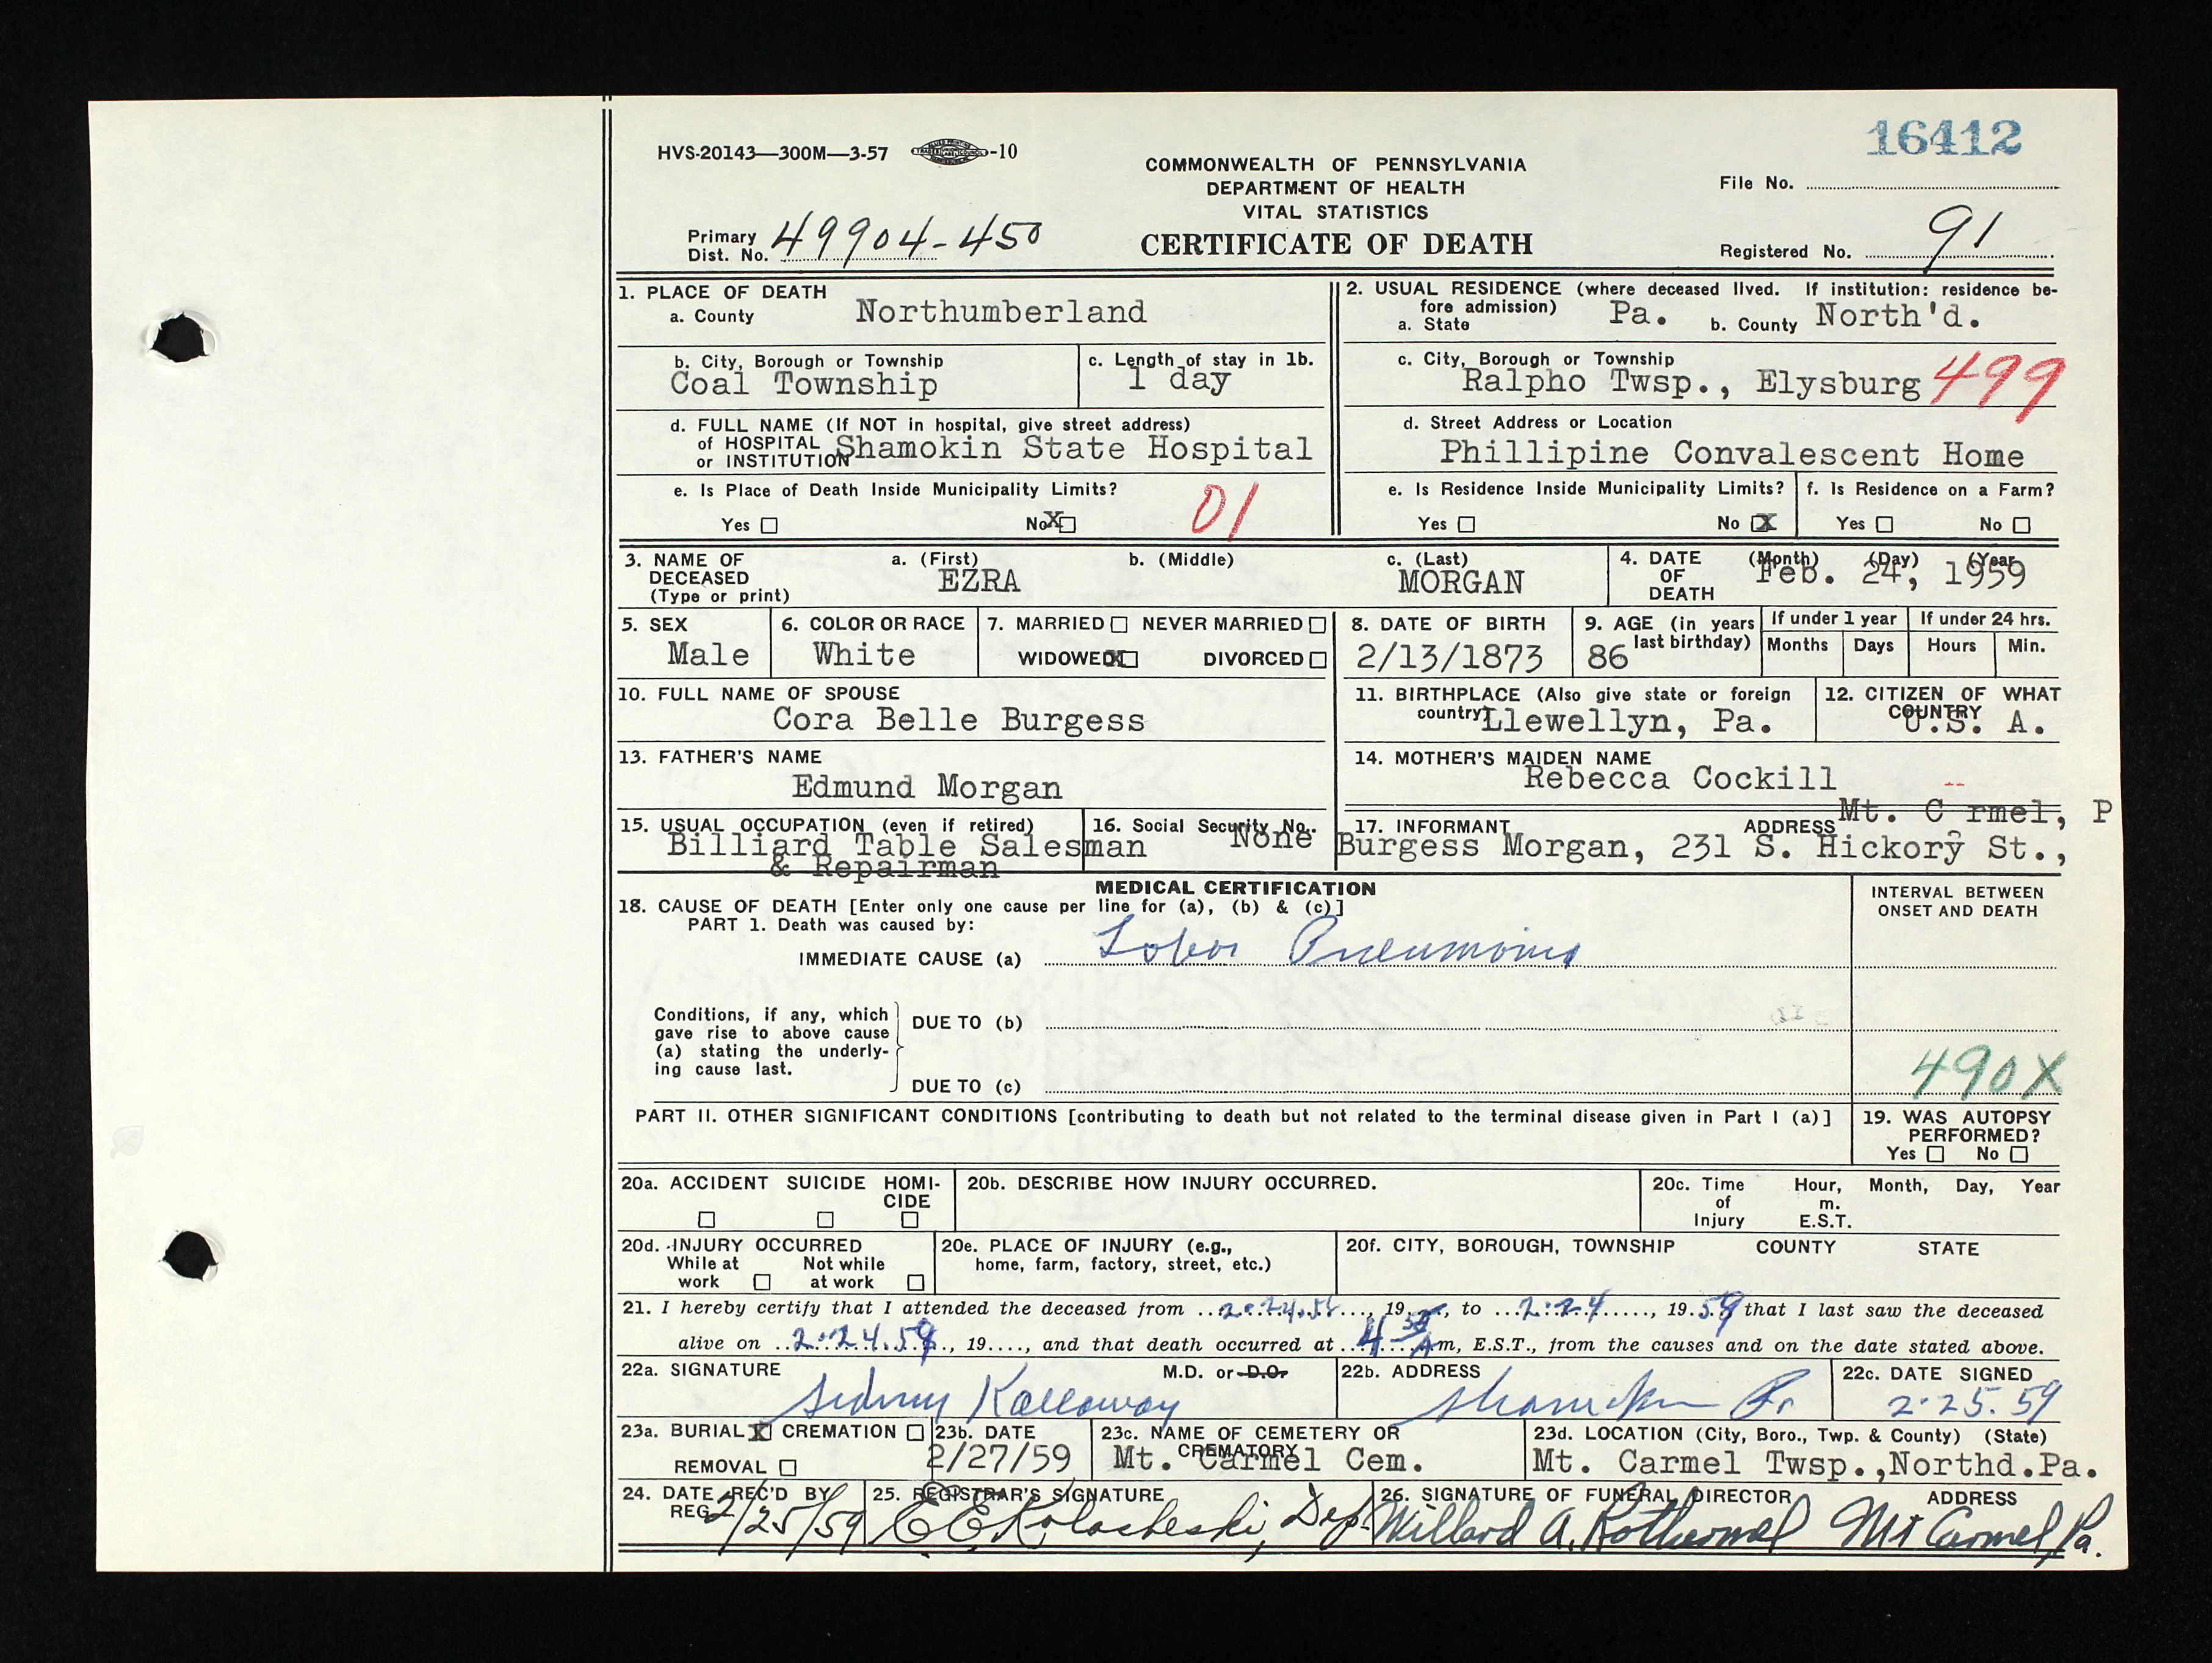 16412
HVS-20143—300M—3-57 -10
COMMONWEALTH OF PENNSYLVANIA
DEPARTMENT OF HEALTH
VITAL STATISTICS
CERTIFICATE OF DEATH
File No.
Primary Dist. No. 49904-450
Registered No. 91
1. PLACE OF DEATH
a. County Northumberland
2. USUAL RESIDENCE (where deceased lived. If institution: residence be-
fore admission)
a. State Pa. b. County North'd.
b. City, Borough or Township
Coal Township
c. Length of stay in 1b.
1 day
c. City, Borough or Township
Ralpho Twsp., Elysburg 499
d. FULL NAME (If NOT in hospital, give street address)
of HOSPITAL
or INSTITUTION Shamokin State Hospital
d. Street Address or Location
Phillipine Convalescent Home
e. Is Place of Death Inside Municipality Limits?
Yes No X 01
e. Is Residence Inside Municipality Limits?
Yes No X
f. Is Residence on a Farm?
Yes No
3. NAME OF DECEASED (Type or print)
a. (First) b. (Middle) c. (Last)
EZRA MORGAN
4. DATE OF DEATH (Month) (Day) (Year
Feb. 24, 1959
5. SEX
Male
6. COLOR OR RACE
White
7. MARRIED NEVER MARRIED
WIDOWED X DIVORCED
8. DATE OF BIRTH
2/13/1873
9. AGE (in years last birthday)
86
If under 1 year
Months Days
If under 24 hrs.
Hours Min.
10. FULL NAME OF SPOUSE
Cora Belle Burgess
11. BIRTHPLACE (Also give state or foreign
country) Llewellyn, Pa.
12. CITIZEN OF WHAT
COUNTRY
U.S. A.
13. FATHER'S NAME
Edmund Morgan
14. MOTHER'S MAIDEN NAME
Rebecca Cockill
15. USUAL OCCUPATION (even if retired)
Billiard Table Salesman
& Repairman
16. Social Security No.
None
17. INFORMANT ADDRESS Mt. C rmel, P
a
Burgess Morgan, 231 S. Hickory St.,
MEDICAL CERTIFICATION
18. CAUSE OF DEATH [Enter only one cause per line for (a), (b) & (c)]
INTERVAL BETWEEN
ONSET AND DEATH
PART 1. Death was caused by:
IMMEDIATE CAUSE (a) Lobar Pneumonia
Conditions, if any, which
gave rise to above cause
(a) stating the underly-
ing cause last.
DUE TO (b)
DUE TO (c)
490X
PART II. OTHER SIGNIFICANT CONDITIONS [contributing to death but not related to the terminal disease given in Part I (a)]
19. WAS AUTOPSY
PERFORMED?
Yes No
20a. ACCIDENT SUICIDE HOMI-
CIDE
20b. DESCRIBE HOW INJURY OCCURRED.
20c. Time of Injury
Hour, Month, Day, Year
m.
E.S.T.
20d. INJURY OCCURRED
While at work Not while at work
20e. PLACE OF INJURY (e.g.,
home, farm, factory, street, etc.)
20f. CITY, BOROUGH, TOWNSHIP COUNTY STATE
21. I hereby certify that I attended the deceased from 2-24, 19, to 2-24, 1959 that I last saw the deceased
alive on 2-24.59, 19...., and that death occurred at 4 Am, E.S.T., from the causes and on the date stated above.
22a. SIGNATURE M.D. or D.O.
Sidney Kalloway
22b. ADDRESS
Shamokin Pa
22c. DATE SIGNED
2-25.59
23a. BURIAL X CREMATION
REMOVAL
23b. DATE
2/27/59
23c. NAME OF CEMETERY OR
CREMATORY
Mt. Carmel Cem.
23d. LOCATION (City, Boro., Twp. & County) (State)
Mt. Carmel Twsp.,Northd.Pa.
24. DATE REC'D BY
REG. 2/25/59
25. REGISTRAR'S SIGNATURE
E E Kolacheski, Dep.
26. SIGNATURE OF FUNERAL DIRECTOR ADDRESS
Willard A. Rothermel Mt Carmel, Pa.